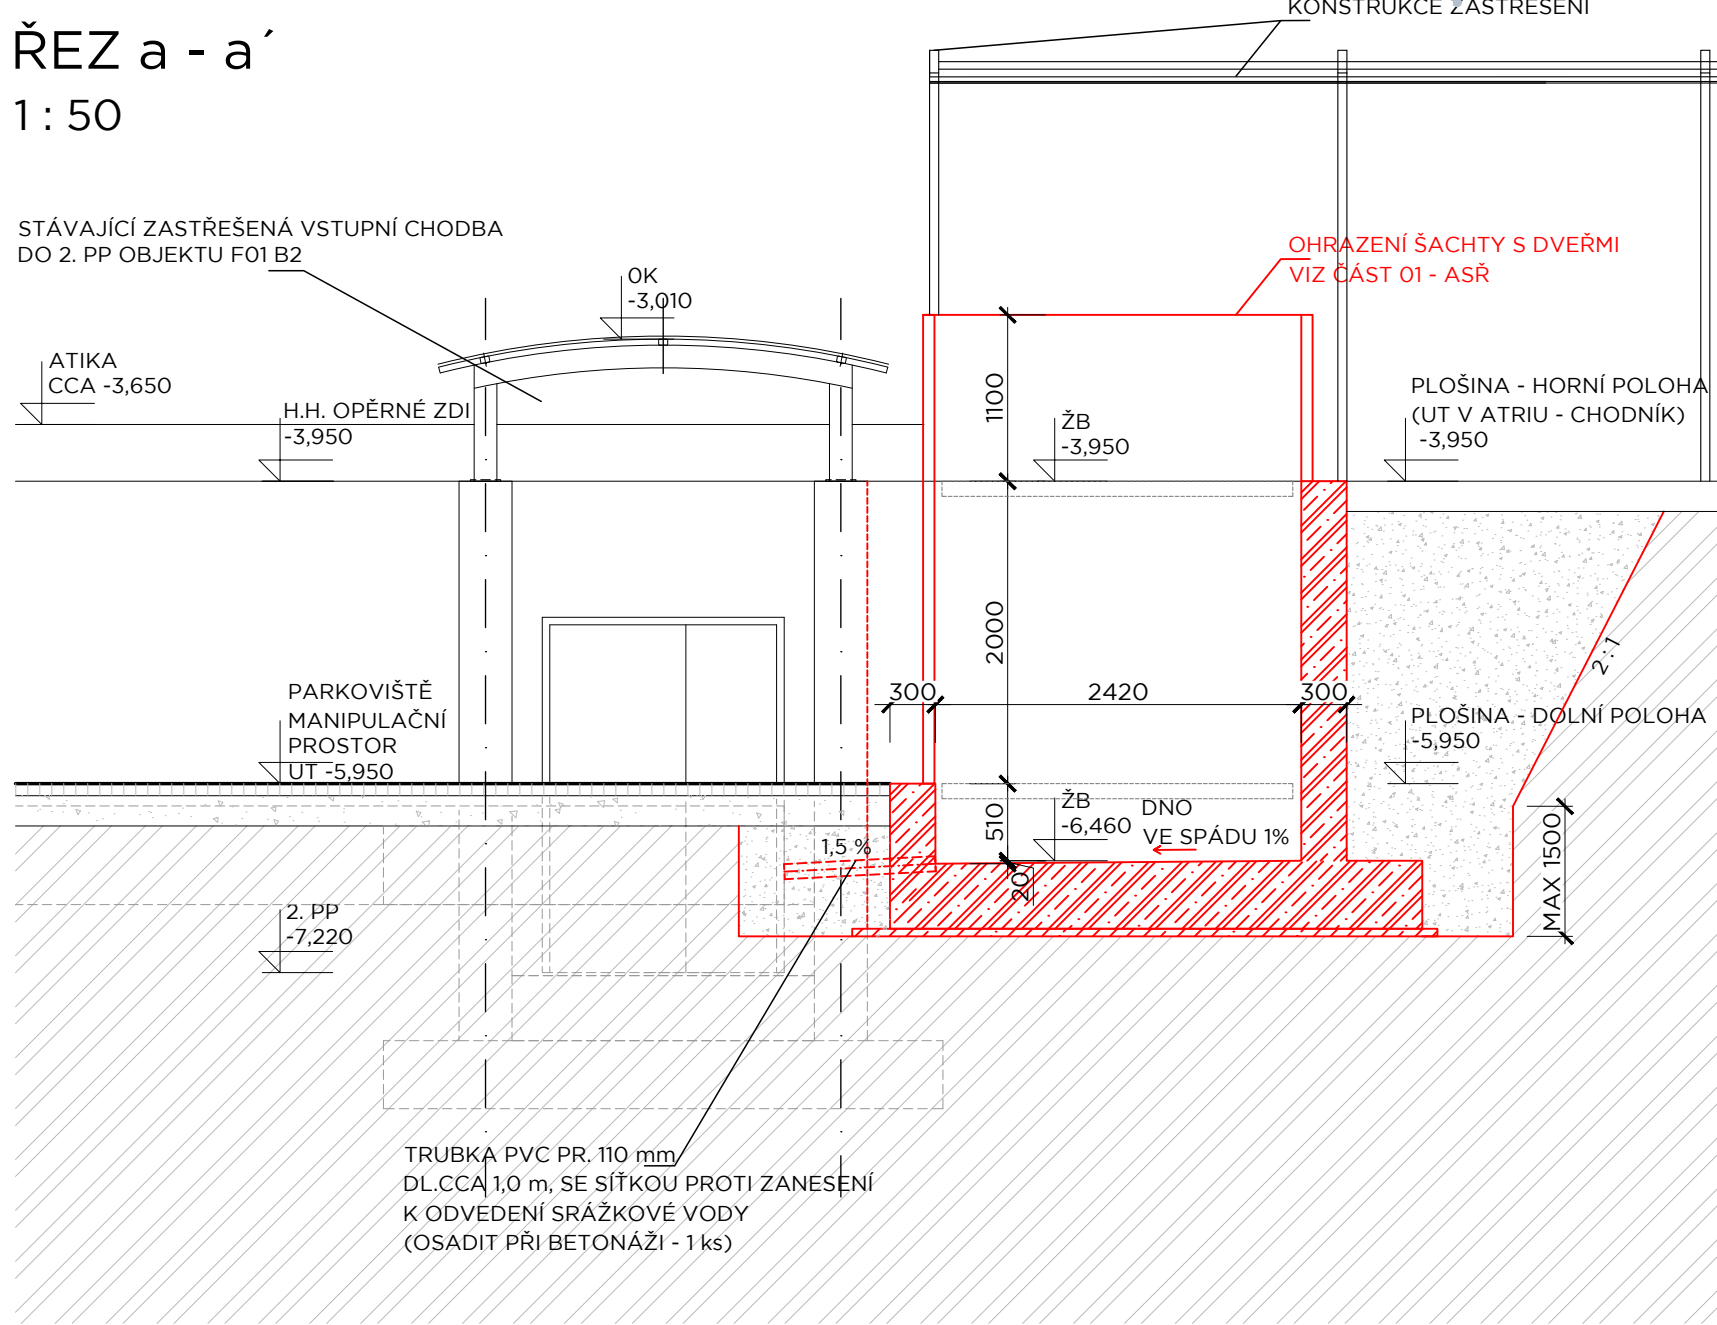 KONSTRUKCE ZASTŘEŠENÍ
ŘEZ a - a´
1 : 50
STÁVAJÍCÍ ZASTŘEŠENÁ VSTUPNÍ CHODBA
DO 2. PP OBJEKTU F01 B2
OHRAZENÍ ŠACHTY S DVEŘMI
VIZ ČÁST 01 - ASŘ
OK
-3,010
ATIKA
CCA -3,650
H.H. OPĚRNÉ ZDI
-3,950
1100
ŽB
-3,950
PLOŠINA - HORNÍ POLOHA
(UT V ATRIU - CHODNÍK)
-3,950
2000
2 : 1
300
2420
300
PARKOVIŠTĚ
MANIPULAČNÍ
PROSTOR
UT -5,950
PLOŠINA - DOLNÍ POLOHA
-5,950
510
ŽB
-6,460
DNO
VE SPÁDU 1%
1,5 %
20
MAX 1500
2. PP
-7,220
TRUBKA PVC PR. 110 mm
DL.CCA 1,0 m, SE SÍŤKOU PROTI ZANESENÍ
K ODVEDENÍ SRÁŽKOVÉ VODY
(OSADIT PŘI BETONÁŽI - 1 ks)